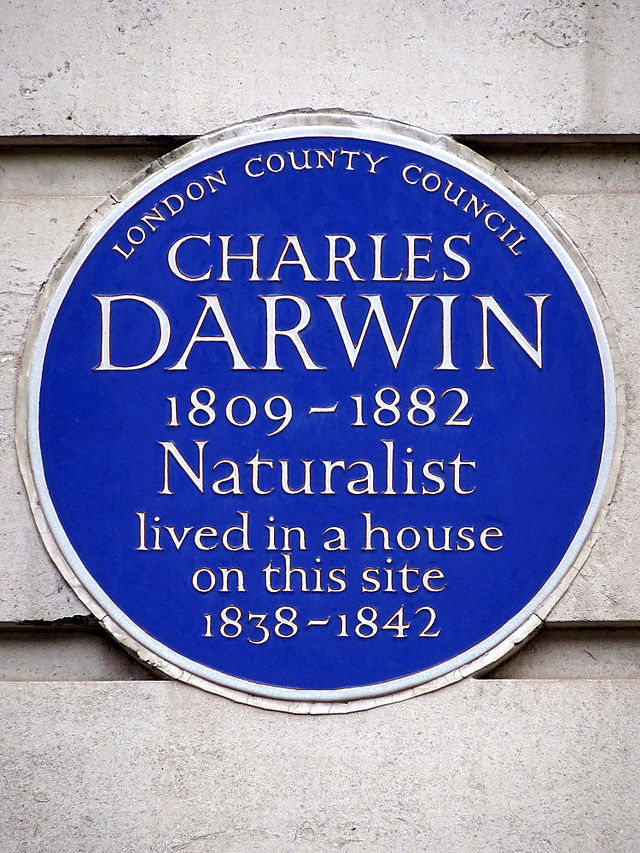 LONDON COUNTY COUNCIL
CHARLES
DARWIN
1809–1882
Naturalist
lived in a house
on this site
1838–1842